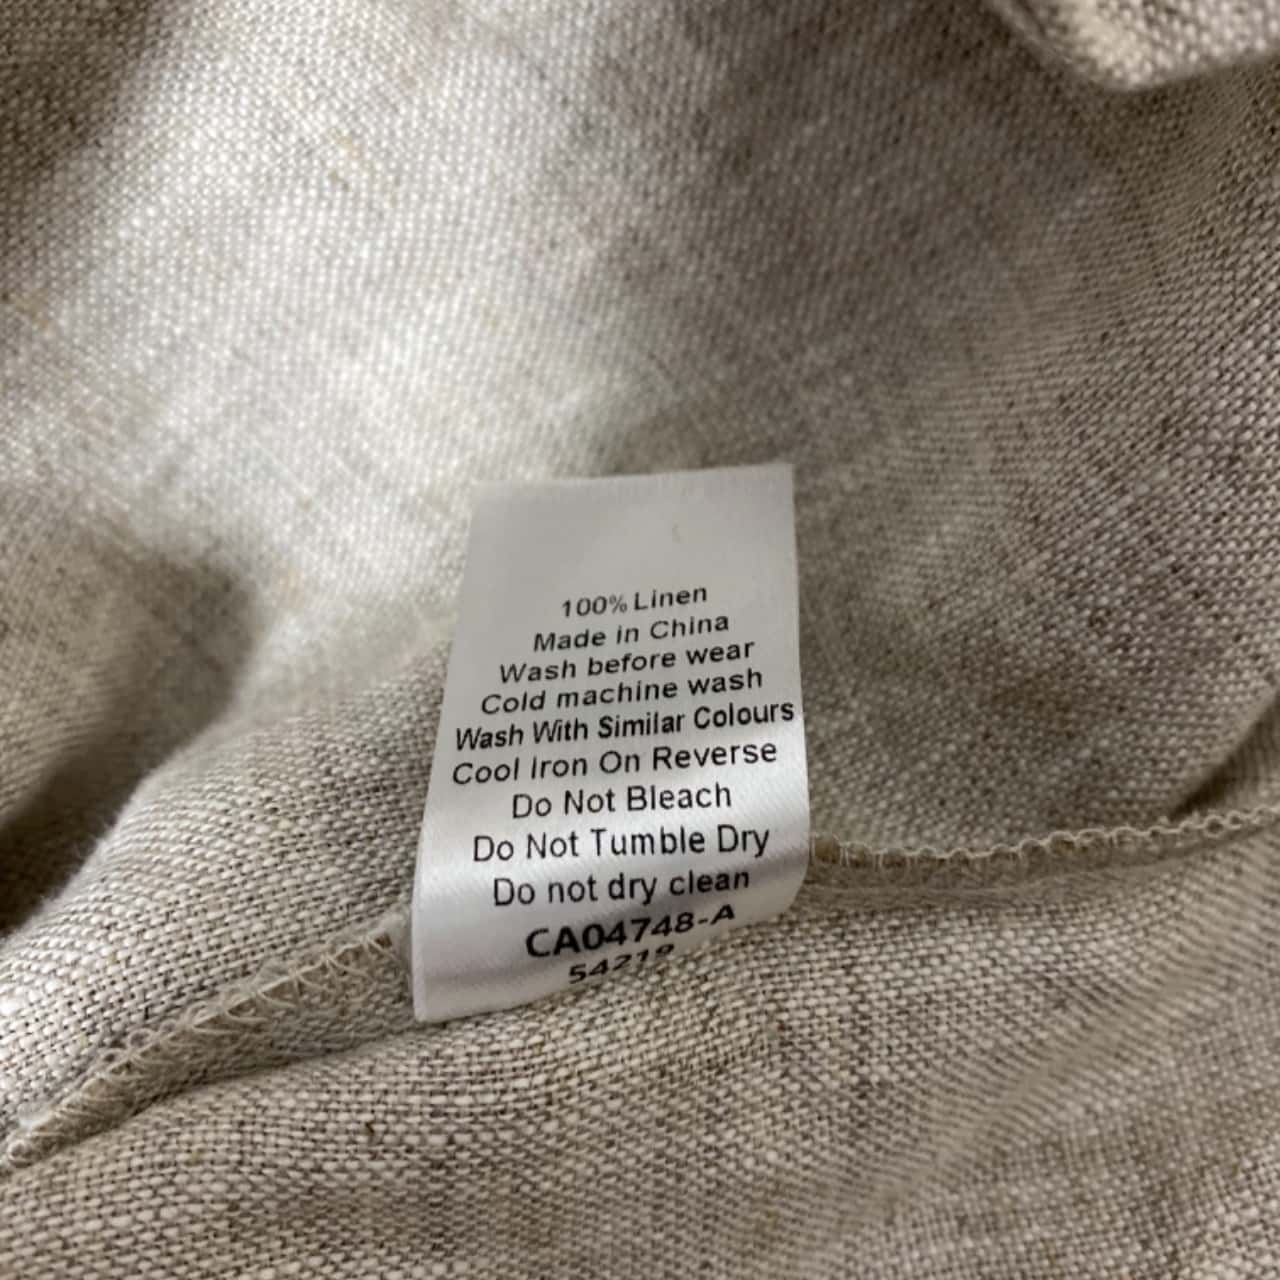 100% Linen
Made in China
Wash before wear
Cold machine wash
Wash With Similar Colours
Cool Iron On Reverse
Do Not Bleach
Do Not Tumble Dry
Do not dry clean
CA04748-A
54219